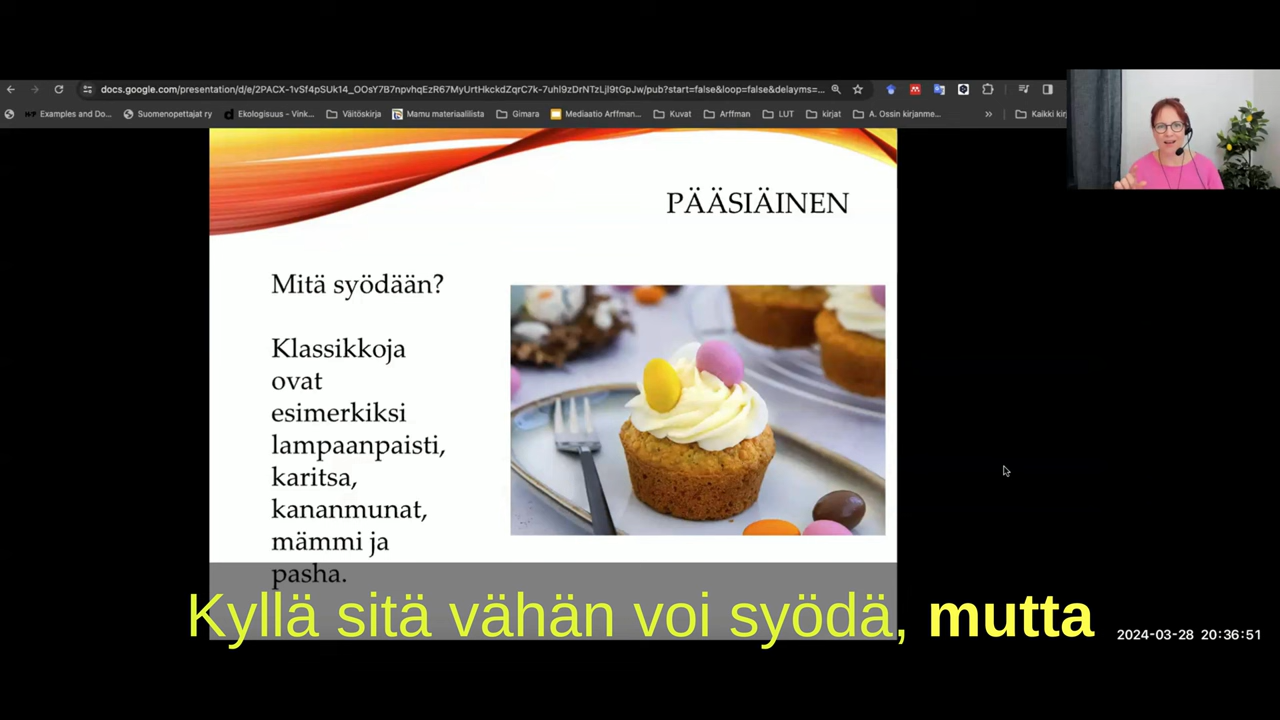 docs.google.com/presentation/d/e/2PACX-1vSf4pSUk14_OOsY7B7npvhqEzR67MyUrtHkckdZqrC7k-7uhl9zDrNTzLjl9tGpJw/pub?start=false&loop=false&delayms=...
Examples and Do... Suomenopettajat ry Ekologisuus - Vink... Väitöskirja Mamu materiaalilista Gimara Mediaatio Arffman... Kuvat Arffman LUT kirjat A. Ossin kirjanme... » Kaikki kir
PÄÄSIÄINEN
Mitä syödään?
Klassikkoja
ovat
esimerkiksi
lampaanpaisti,
karitsa,
kananmunat,
mämmi ja
pasha.
Kyllä sitä vähän voi syödä, mutta
2024-03-28 20:36:51